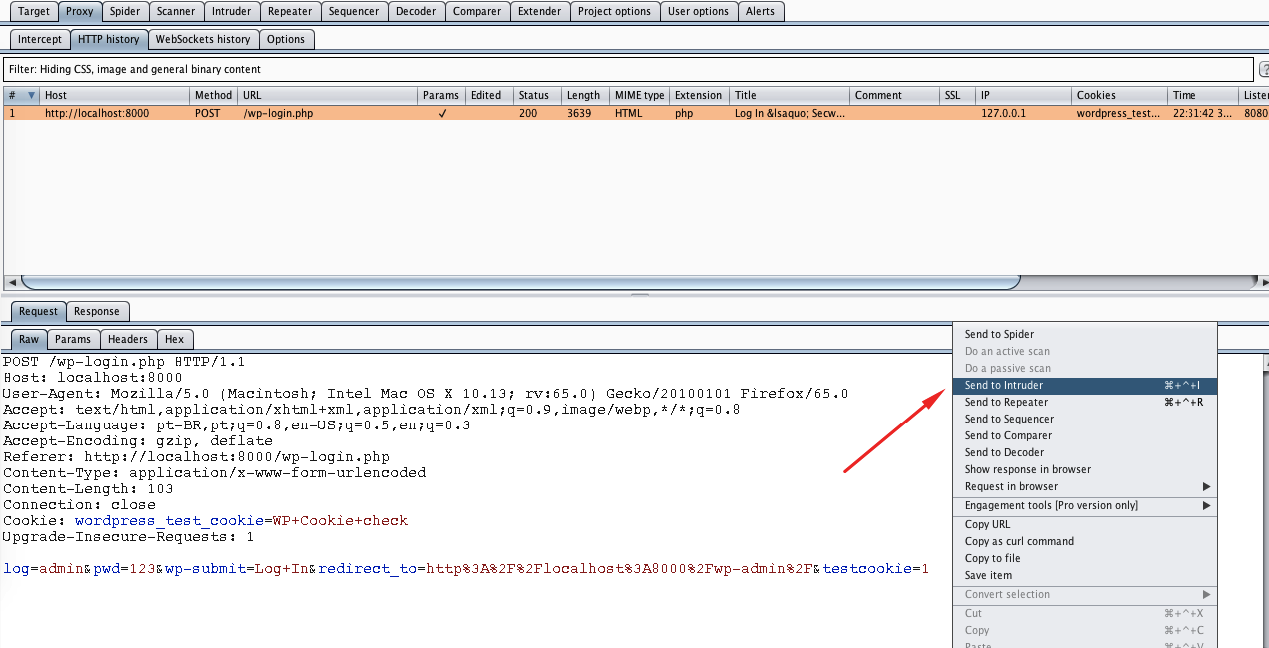 Target Proxy Spider Scanner Intruder Repeater Sequencer Decoder Comparer Extender Project options User options Alerts
Intercept HTTP history WebSockets history Options
Filter: Hiding CSS, image and general binary content
?
# ▼ Host Method URL Params Edited Status Length MIME type Extension Title Comment SSL IP Cookies Time Lister
1 http://localhost:8000 POST /wp-login.php ✓ 200 3639 HTML php Log In &lsaquo; Secw... 127.0.0.1 wordpress_test... 22:31:42 3... 8080
Request Response
Raw Params Headers Hex
POST /wp-login.php HTTP/1.1
Host: localhost:8000
User-Agent: Mozilla/5.0 (Macintosh; Intel Mac OS X 10.13; rv:65.0) Gecko/20100101 Firefox/65.0
Accept: text/html,application/xhtml+xml,application/xml;q=0.9,image/webp,*/*;q=0.8
Accept-Language: pt-BR,pt;q=0.8,en-US;q=0.5,en;q=0.3
Accept-Encoding: gzip, deflate
Referer: http://localhost:8000/wp-login.php
Content-Type: application/x-www-form-urlencoded
Content-Length: 103
Connection: close
Cookie: wordpress_test_cookie=WP+Cookie+check
Upgrade-Insecure-Requests: 1
log=admin&pwd=123&wp-submit=Log+In&redirect_to=http%3A%2F%2Flocalhost%3A8000%2Fwp-admin%2F&testcookie=1
Send to Spider
Do an active scan
Do a passive scan
Send to Intruder ⌘+^+I
Send to Repeater ⌘+^+R
Send to Sequencer
Send to Comparer
Send to Decoder
Show response in browser
Request in browser ▶
Engagement tools [Pro version only] ▶
Copy URL
Copy as curl command
Copy to file
Save item
Convert selection ▶
Cut ⌘+^+X
Copy ⌘+^+C
Paste ⌘+^+V